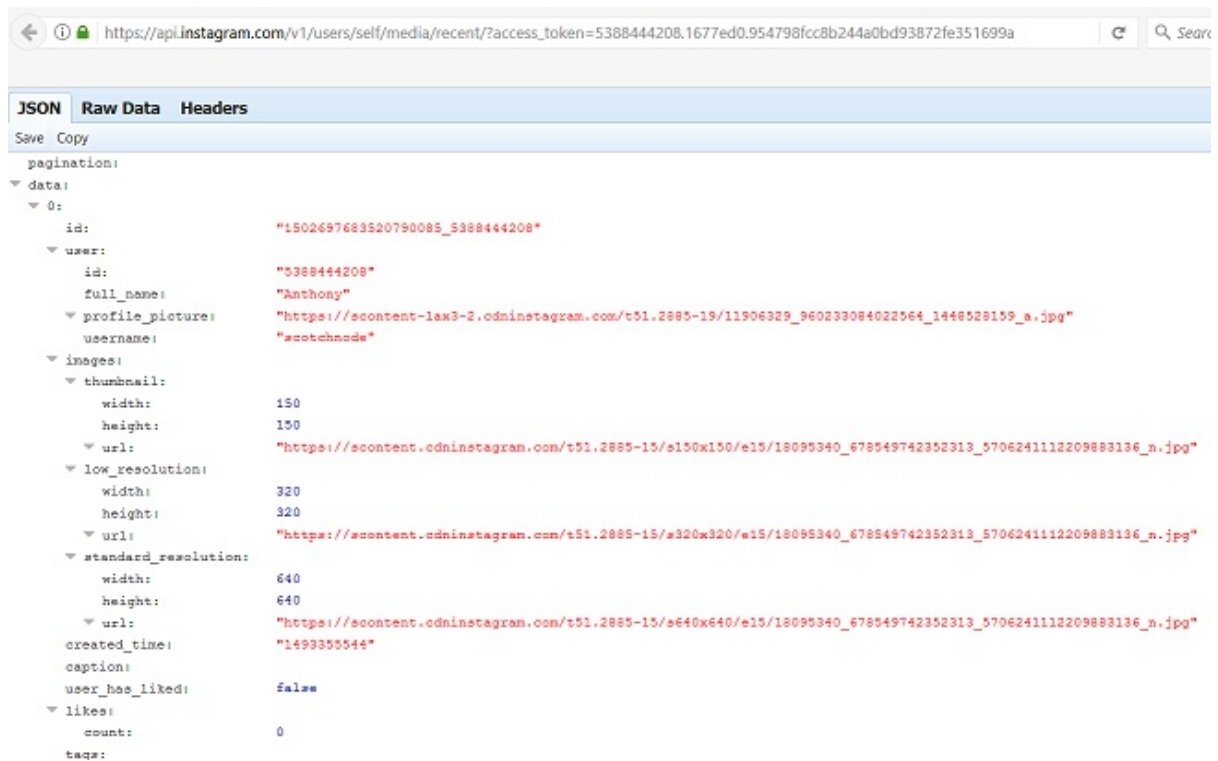 https://api.instagram.com/v1/users/self/media/recent/?access_token=5388444208.1677ed0.954798fcc8b244a0bd93872fe351699a Searc
JSON Raw Data Headers
Save Copy
pagination:
data:
0:
id: "1502697683520790085_5388444208"
user:
id: "5388444208"
full_name: "Anthony"
profile_picture: "https://scontent-lax3-2.cdninstagram.com/t51.2885-19/11906329_960233084022564_1448528159_a.jpg"
username: "scotchnode"
images:
thumbnail:
width: 150
height: 150
url: "https://scontent.cdninstagram.com/t51.2885-15/s150x150/e15/18095340_678549742352313_5706241112209883136_n.jpg"
low_resolution:
width: 320
height: 320
url: "https://scontent.cdninstagram.com/t51.2885-15/s320x320/e15/18095340_678549742352313_5706241112209883136_n.jpg"
standard_resolution:
width: 640
height: 640
url: "https://scontent.cdninstagram.com/t51.2885-15/s640x640/e15/18095340_678549742352313_5706241112209883136_n.jpg"
created_time: "1493355544"
caption:
user_has_liked: false
likes:
count: 0
tags: